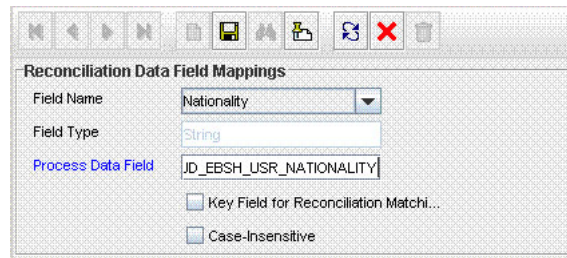 Reconciliation Data Field Mappings
Field Name Nationality
Field Type String
Process Data Field JD_EBSH_USR_NATIONALITY
Key Field for Reconciliation Matchi...
Case-Insensitive